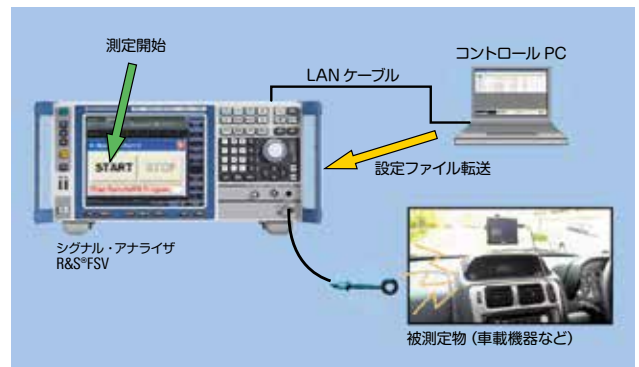 測定開始
コントロール PC
LAN ケーブル
START STOP
設定ファイル転送
シグナル・アナライザ
R&S®FSV
被測定物（車載機器など）